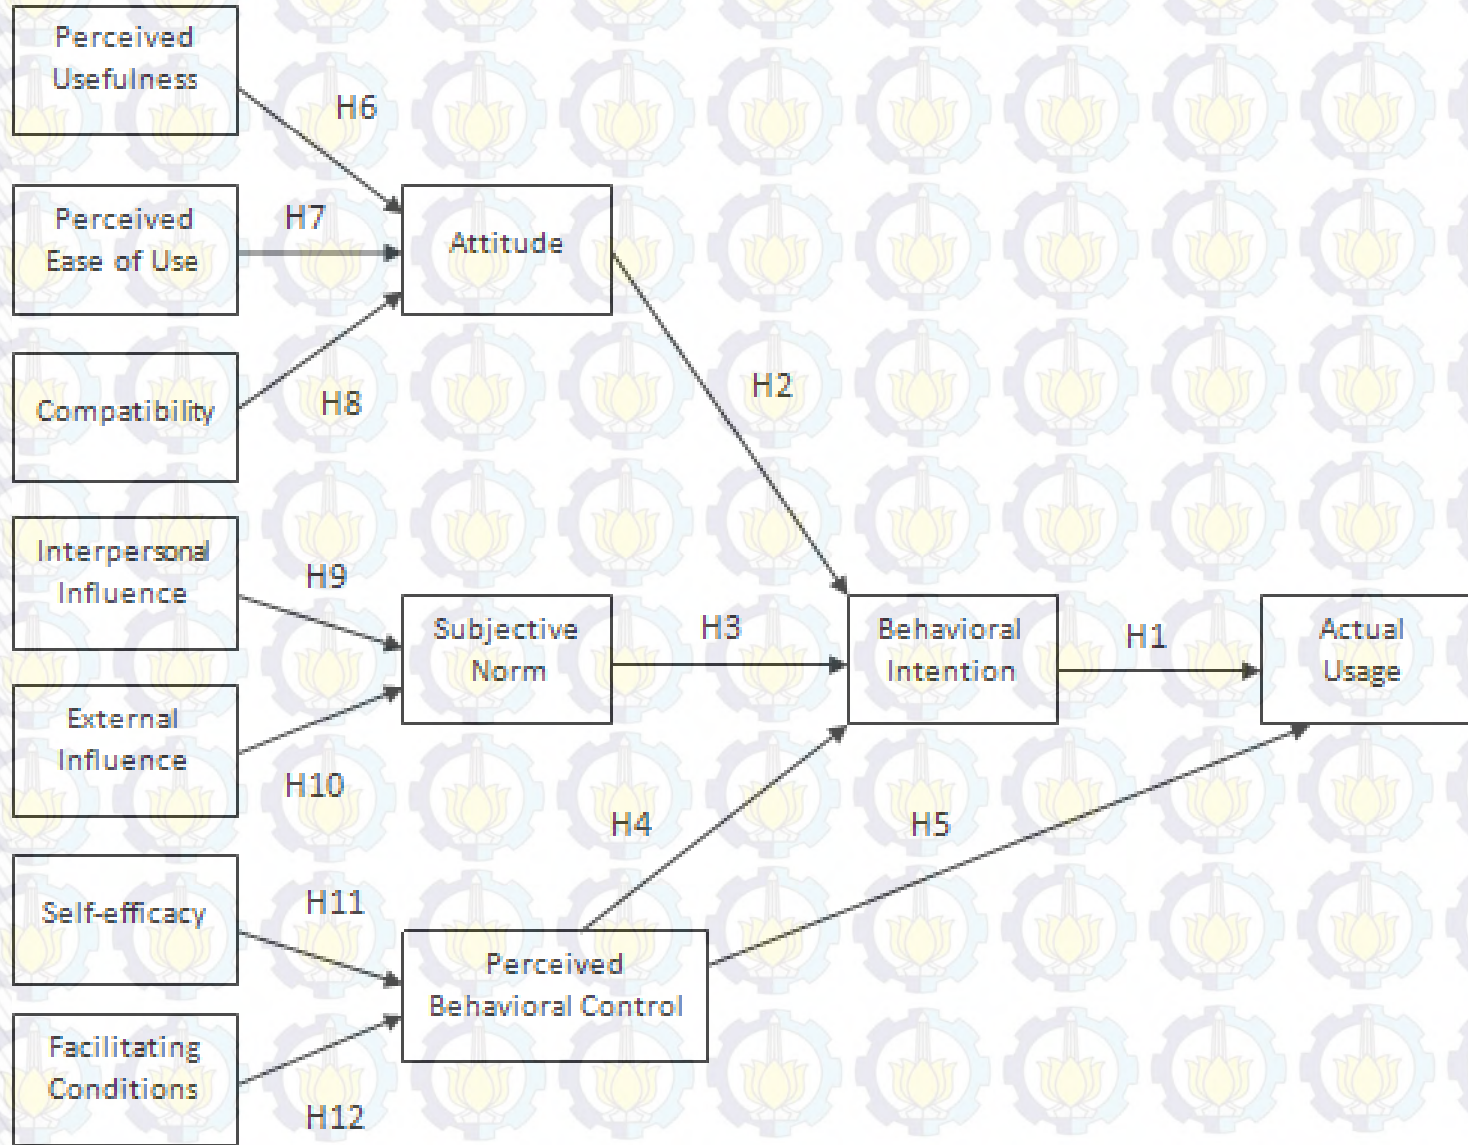 Perceived
Usefulness
H6
Perceived
Ease of Use
H7
Attitude
Compatibility
H8
H2
Interpersonal
Influence
H9
Subjective
Norm
H3
Behavioral
Intention
H1
Actual
Usage
External
Influence
H10
H4
H5
Self-efficacy
H11
Perceived
Behavioral Control
Facilitating
Conditions
H12